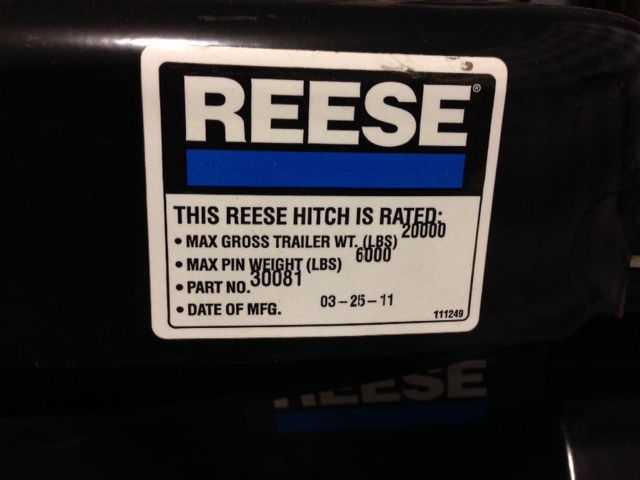 REESE®
THIS REESE HITCH IS RATED:
• MAX GROSS TRAILER WT. (LBS) 20000
• MAX PIN WEIGHT (LBS) 6000
• PART NO. 30081
• DATE OF MFG. 03-25-11
111249
REESE